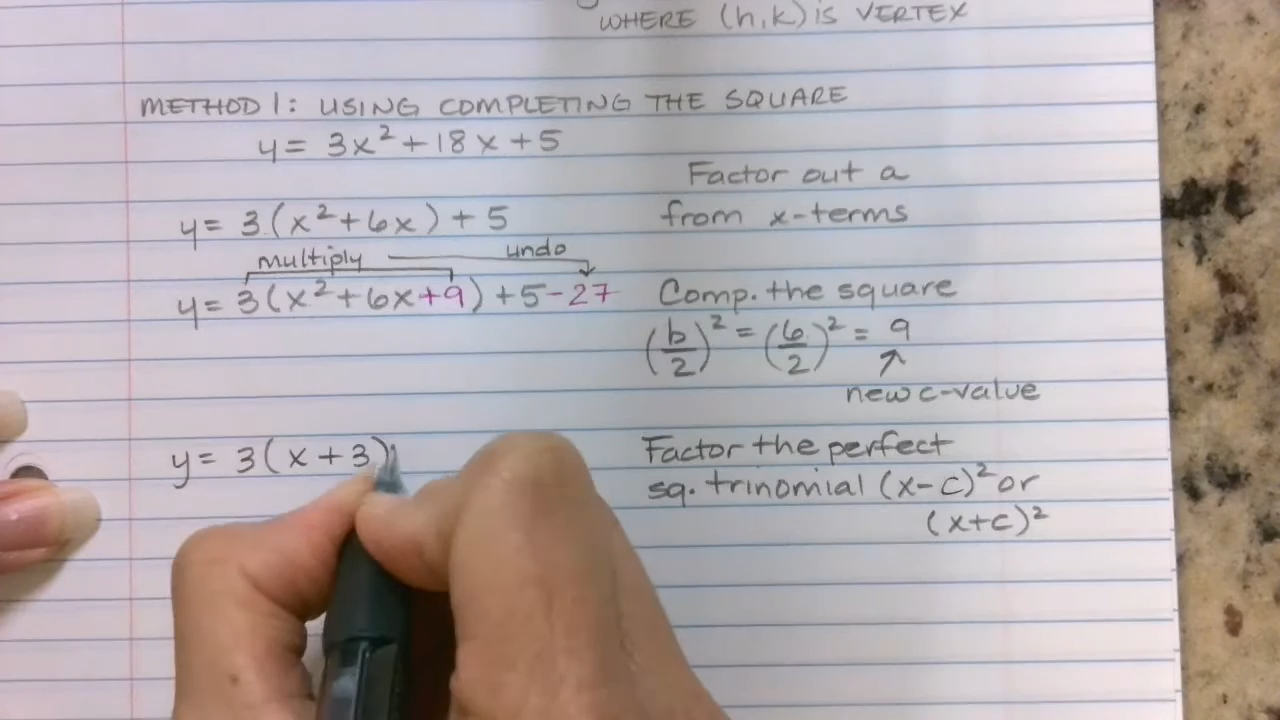 WHERE (h,k) is VERTEX
METHOD 1: USING COMPLETING THE SQUARE
y = 3x² + 18x + 5
Factor out a
y = 3(x² + 6x) + 5 from x-terms
multiply undo
y = 3(x² + 6x + 9) + 5 - 27 Comp. the square
(b/2)² = (6/2)² = 9
new c-value
y = 3(x + 3) Factor the perfect
sq. trinomial (x - c)² or
(x + c)²